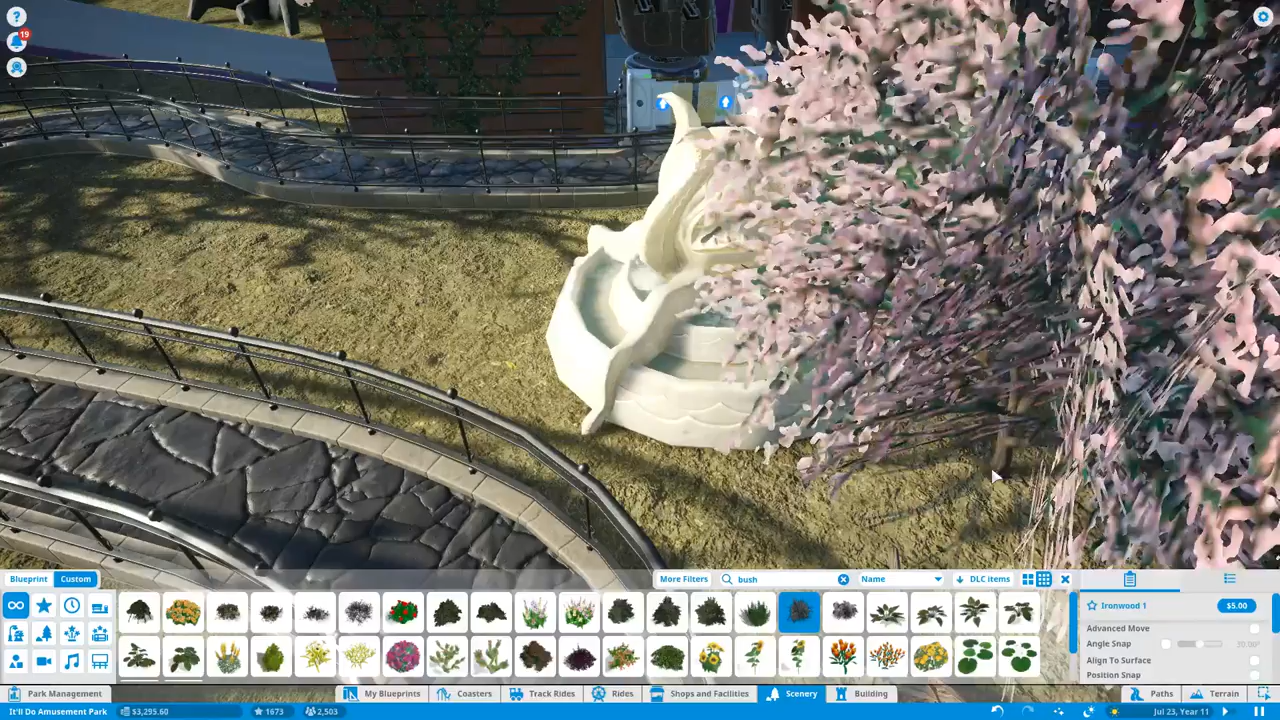 ?
19
Blueprint
Custom
More Filters
bush
Name
DLC items
Ironwood 1
$5.00
Advanced Move
Angle Snap
30.00°
Align To Surface
Position Snap
Park Management
My Blueprints
Coasters
Track Rides
Rides
Shops and Facilities
Scenery
Building
Paths
Terrain
It'll Do Amusement Park
$3,295.60
1673
2,503
Jul 23, Year 11